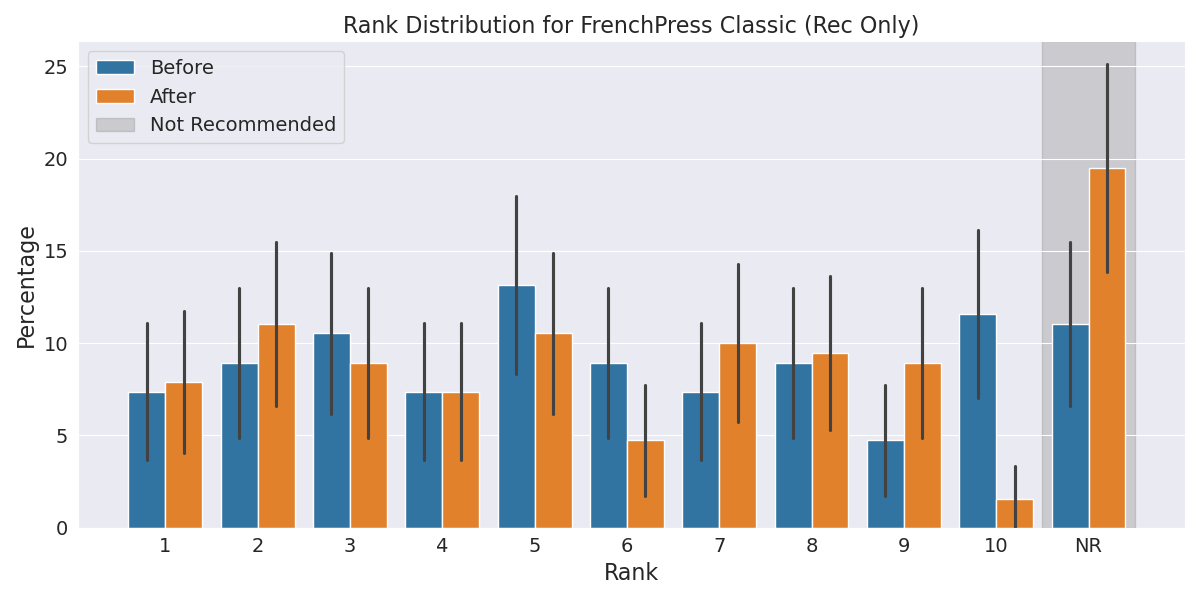 Rank Distribution for FrenchPress Classic (Rec Only)
Before
After
Not Recommended
25
20
15
10
5
0
Percentage
1 2 3 4 5 6 7 8 9 10 NR
Rank